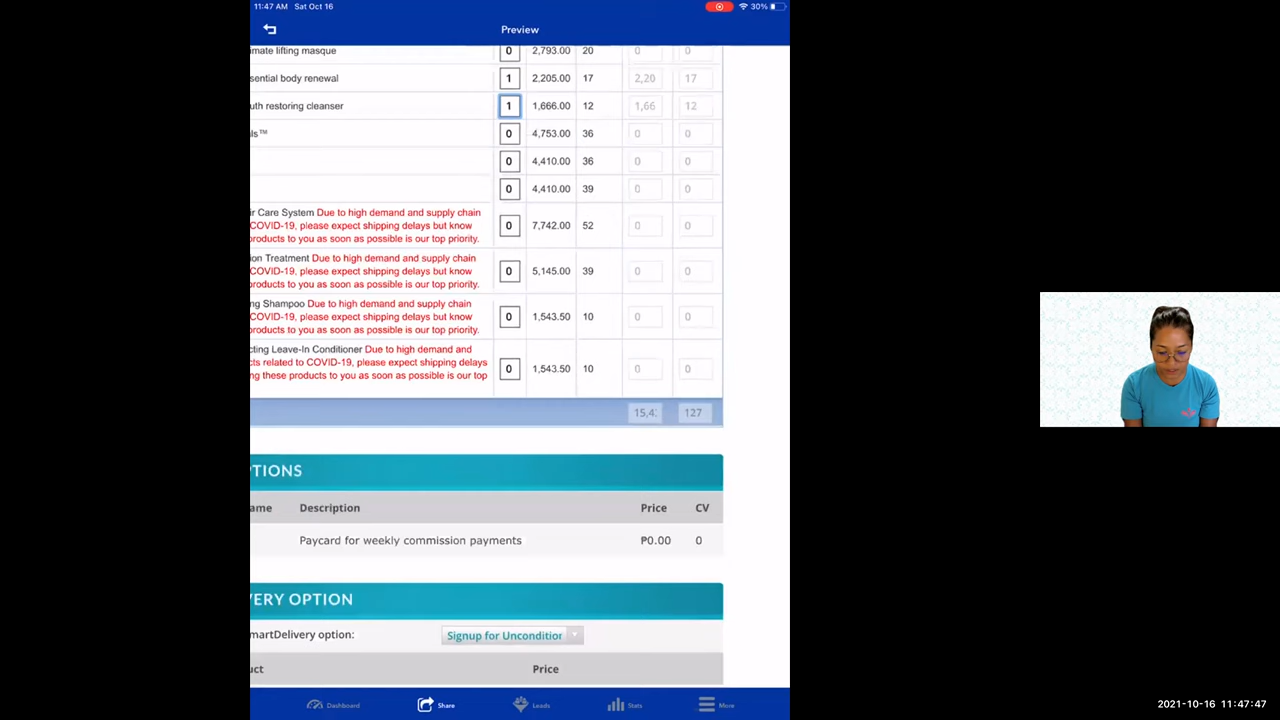 11:47 AM Sat Oct 16 30%
Preview
imate lifting masque 0 2,793.00 20 0 0
sential body renewal 1 2,205.00 17 2,20 17
uth restoring cleanser 1 1,666.00 12 1,66 12
ls™ 0 4,753.00 36 0 0
0 4,410.00 36 0 0
0 4,410.00 39 0 0
ir Care System Due to high demand and supply chain
COVID-19, please expect shipping delays but know
products to you as soon as possible is our top priority.
0 7,742.00 52 0 0
ion Treatment Due to high demand and supply chain
COVID-19, please expect shipping delays but know
products to you as soon as possible is our top priority.
0 5,145.00 39 0 0
ng Shampoo Due to high demand and supply chain
COVID-19, please expect shipping delays but know
products to you as soon as possible is our top priority.
0 1,543.50 10 0 0
cting Leave-In Conditioner Due to high demand and
cts related to COVID-19, please expect shipping delays
ng these products to you as soon as possible is our top
0 1,543.50 10 0 0
15,4 127
TIONS
ame Description Price CV
Paycard for weekly commission payments ₱0.00 0
VERY OPTION
martDelivery option: Signup for Uncondition
uct Price
Dashboard Share Leads Stats More
2021-10-16 11:47:47